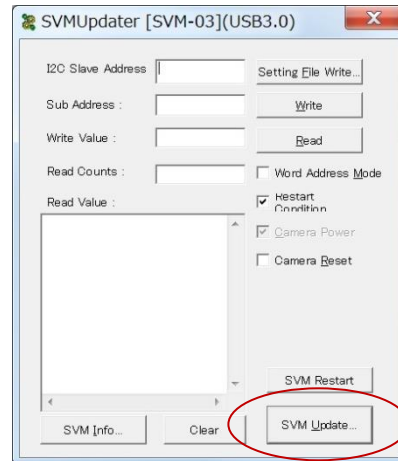 SVMUpdater [SVM-03](USB3.0)
I2C Slave Address
Setting File Write...
Sub Address :
Write
Write Value :
Read
Read Counts :
Word Address Mode
Read Value :
Restart
Condition
Camera Power
Camera Reset
SVM Restart
SVM Info...
Clear
SVM Update...